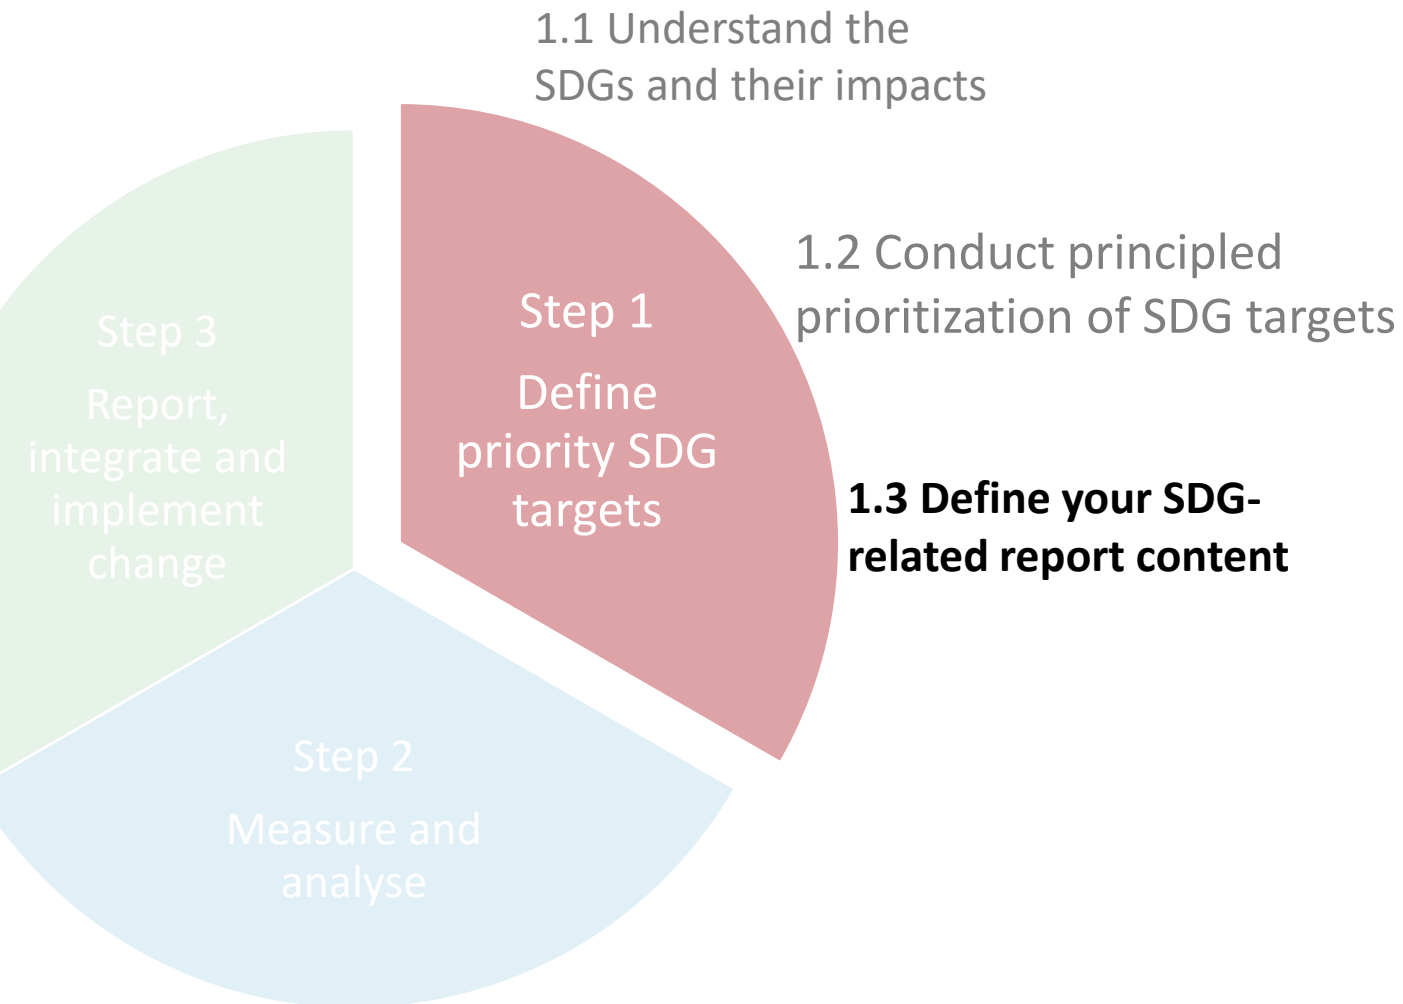 1.1 Understand the
SDGs and their impacts
1.2 Conduct principled
prioritization of SDG targets
1.3 Define your SDG-
related report content
Step 1
Define
priority SDG
targets
Step 2
Measure and
analyse
Step 3
Report,
integrate and
implement
change